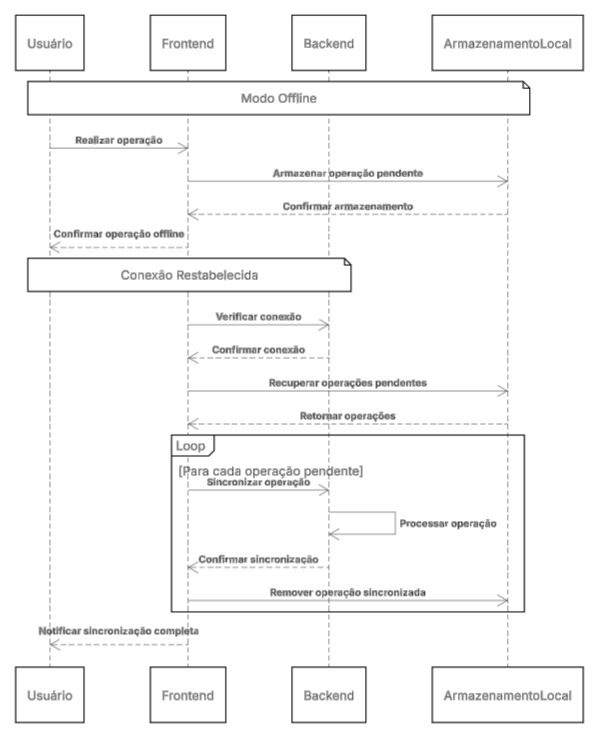 Usuário
Frontend
Backend
ArmazenamentoLocal
Modo Offline
Realizar operação
Armazenar operação pendente
Confirmar armazenamento
Confirmar operação offline
Conexão Restabelecida
Verificar conexão
Confirmar conexão
Recuperar operações pendentes
Retornar operações
Loop
[Para cada operação pendente]
Sincronizar operação
Processar operação
Confirmar sincronização
Remover operação sincronizada
Notificar sincronização completa
Usuário
Frontend
Backend
ArmazenamentoLocal